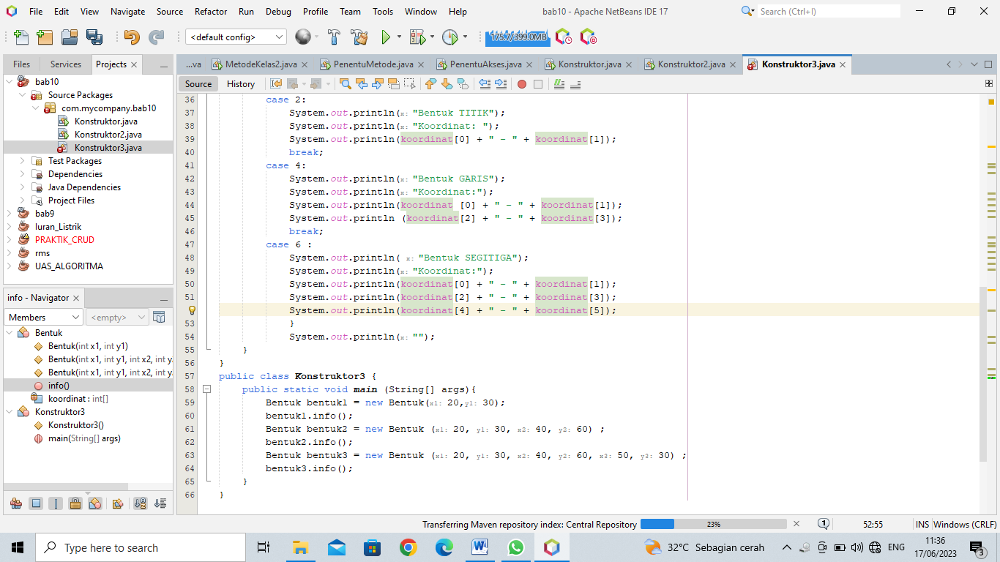 File Edit View Navigate Source Refactor Run Debug Profile Team Tools Window Help
bab10 - Apache NetBeans IDE 17
Search (Ctrl+I)
<default config>
175.7/399.0MB
Files Services Projects
...va MetodeKelas2.java PenentuMetode.java PenentuAkses.java Konstruktor.java Konstruktor2.java Konstruktor3.java
Source History
bab10
Source Packages
com.mycompany.bab10
Konstruktor.java
Konstruktor2.java
Konstruktor3.java
Test Packages
Dependencies
Java Dependencies
Project Files
bab9
Iuran_Listrik
PRAKTIK_CRUD
rms
UAS_ALGORITMA
info - Navigator
Members <empty>
Bentuk
Bentuk(int x1, int y1)
Bentuk(int x1, int y1, int x2, int y.
Bentuk(int x1, int y1, int x2, int y.
info()
koordinat : int[]
Konstruktor3
Konstruktor3()
main(String[] args)
36 case 2:
37 System.out.println(x: "Bentuk TITIK");
38 System.out.println(x: "Koordinat: ");
39 System.out.println(koordinat[0] + " - " + koordinat[1]);
40 break;
41 case 4:
42 System.out.println(x: "Bentuk GARIS");
43 System.out.println(x: "Koordinat:");
44 System.out.println(koordinat [0] + " - " + koordinat[1]);
45 System.out.println (koordinat[2] + " - " + koordinat[3]);
46 break;
47 case 6 :
48 System.out.println( x: "Bentuk SEGITIGA");
49 System.out.println(x: "Koordinat:");
50 System.out.println(koordinat[0] + " - " + koordinat[1]);
51 System.out.println(koordinat[2] + " - " + koordinat[3]);
System.out.println(koordinat[4] + " - " + koordinat[5]);
53 }
54 System.out.println(x: "");
55 }
56 }
57 public class Konstruktor3 {
58 public static void main (String[] args){
59 Bentuk bentuk1 = new Bentuk(x1: 20,y1: 30);
60 bentuk1.info();
61 Bentuk bentuk2 = new Bentuk (x1: 20, y1: 30, x2: 40, y2: 60) ;
62 bentuk2.info();
63 Bentuk bentuk3 = new Bentuk (x1: 20, y1: 30, x2: 40, y2: 60, x3: 50, y3: 30) ;
64 bentuk3.info();
65 }
66 }
Transferring Maven repository index: Central Repository 23% 1 52:55 INS Windows (CRLF)
Type here to search
32°C Sebagian cerah
ENG
11:36
17/06/2023
3